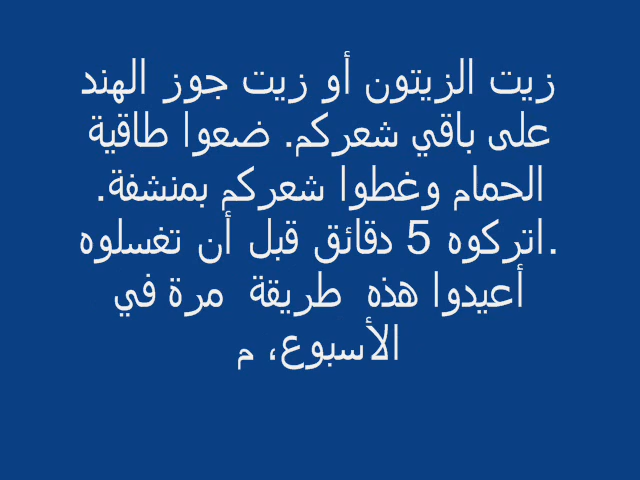 زيت الزيتون أو زيت جوز الهند
على باقي شعركم. ضعوا طاقية
الحمام وغطوا شعركم بمنشفة.
.اتركوه 5 دقائق قبل أن تغسلوه
أعيدوا هذه طريقة مرة في
الأسبوع، م